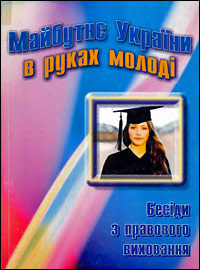 Майбутнє України
в руках молоді
Бесіди
з правового
виховання